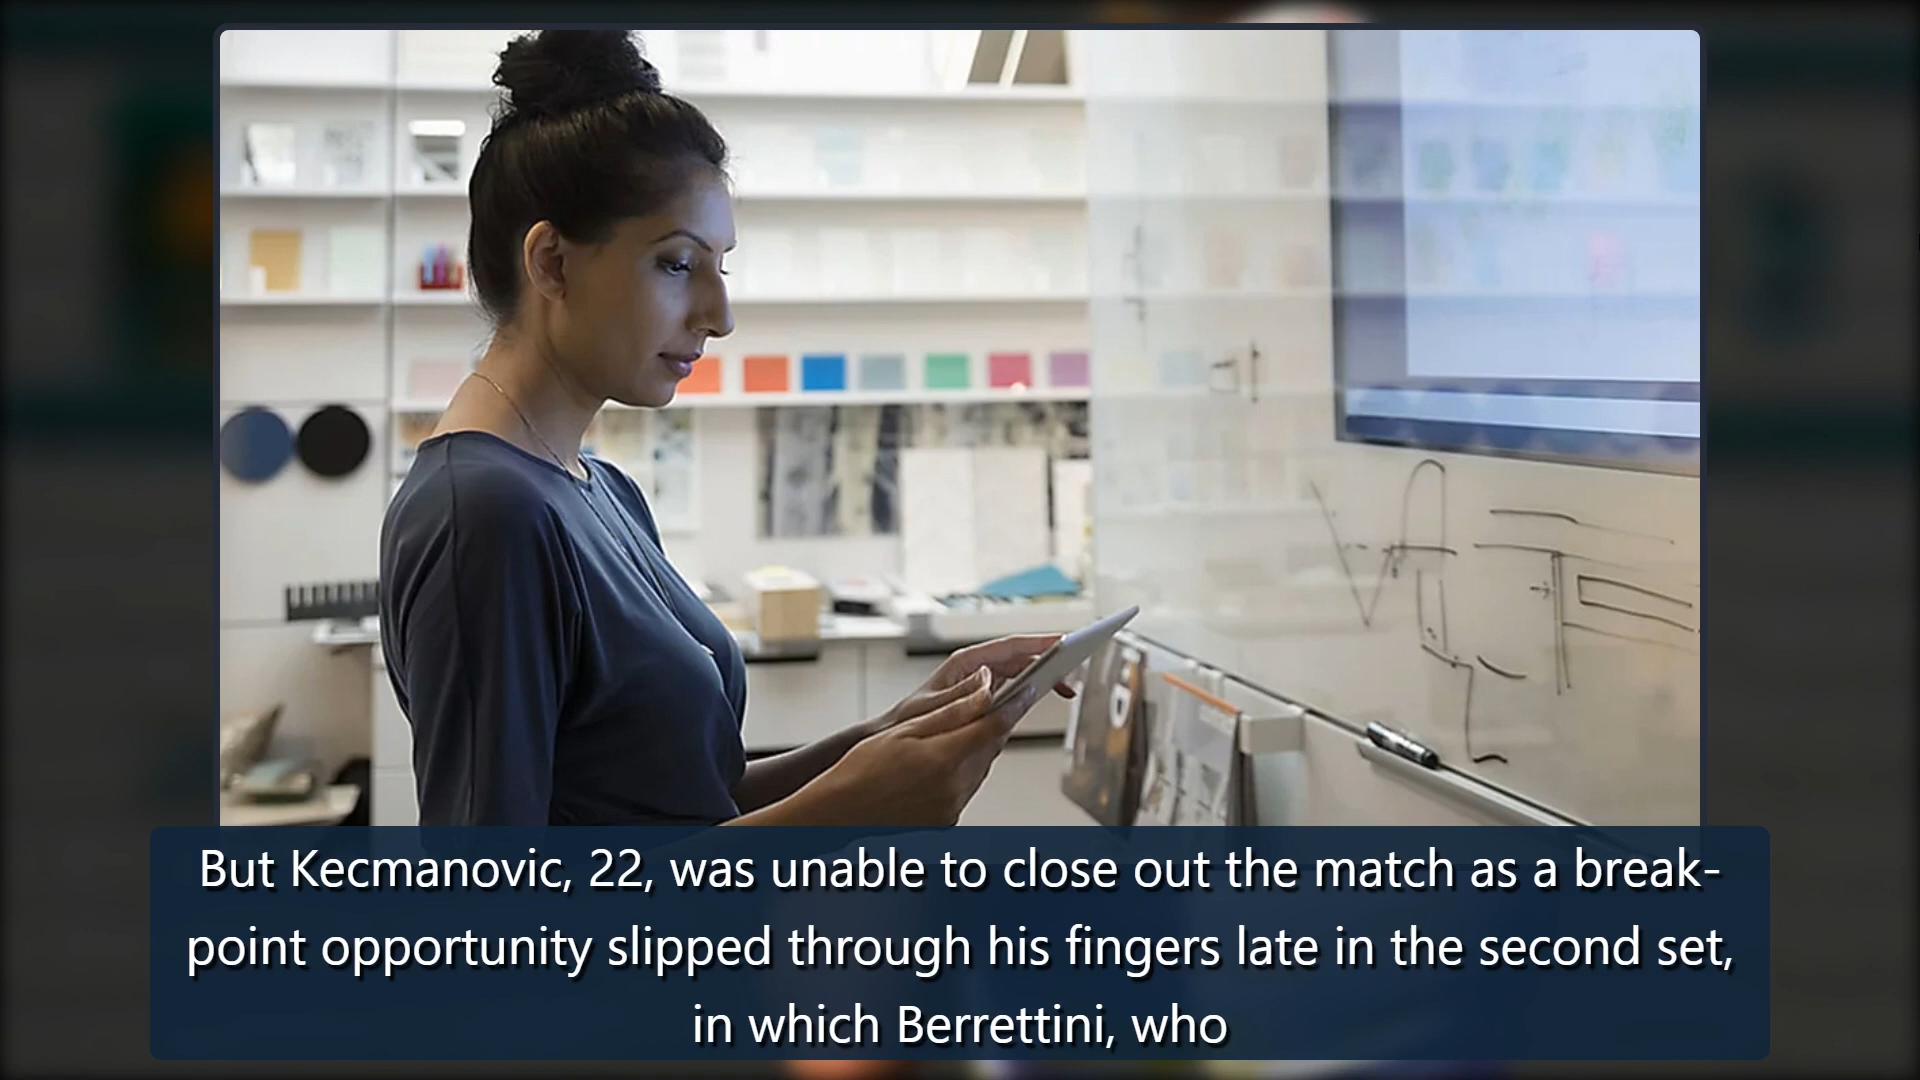 But Kecmanovic, 22, was unable to close out the match as a break-
point opportunity slipped through his fingers late in the second set,
in which Berrettini, who